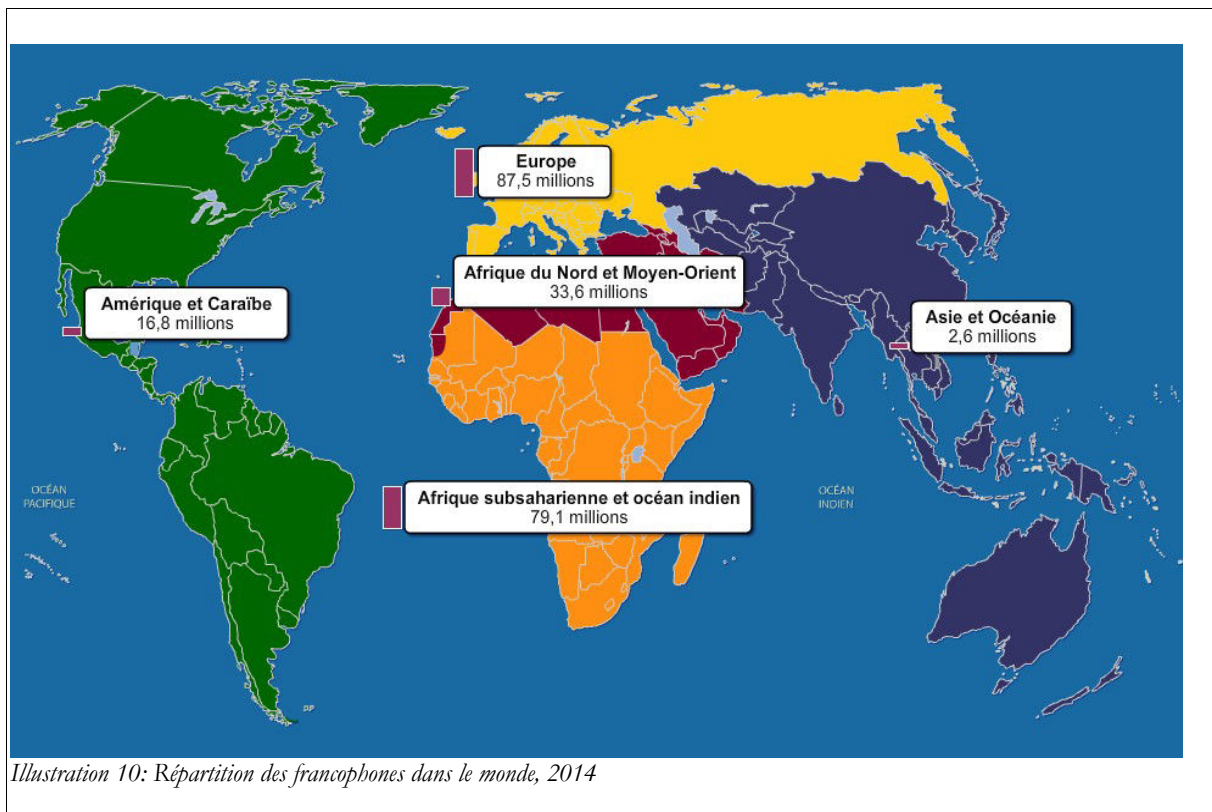 Europe
87,5 millions
Afrique du Nord et Moyen-Orient
33,6 millions
Amérique et Caraïbe
16,8 millions
Asie et Océanie
2,6 millions
OCÉAN
PACIFIQUE
Afrique subsaharienne et océan indien
79,1 millions
OCÉAN
INDIEN
Illustration 10: Répartition des francophones dans le monde, 2014